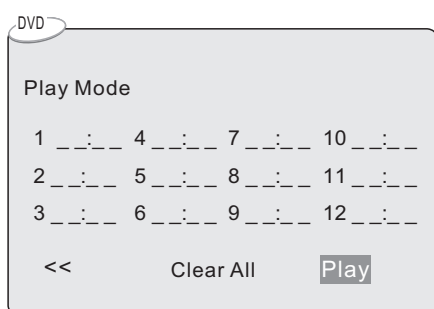 DVD
Play Mode
1 _ _:_ _ 4 _ _:_ _ 7 _ _:_ _ 10 _ _:_ _
2 _ _:_ _ 5 _ _:_ _ 8 _ _:_ _ 11 _ _:_ _
3 _ _:_ _ 6 _ _:_ _ 9 _ _:_ _ 12 _ _:_ _
<< Clear All Play